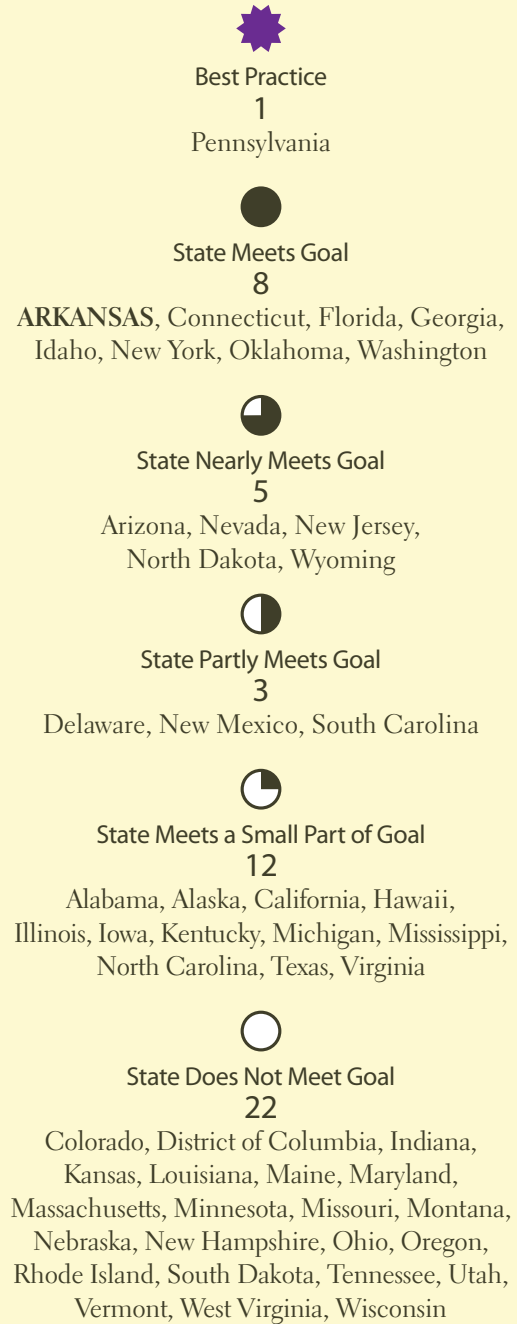 Best Practice
1
Pennsylvania
State Meets Goal
8
ARKANSAS, Connecticut, Florida, Georgia,
Idaho, New York, Oklahoma, Washington
State Nearly Meets Goal
5
Arizona, Nevada, New Jersey,
North Dakota, Wyoming
State Partly Meets Goal
3
Delaware, New Mexico, South Carolina
State Meets a Small Part of Goal
12
Alabama, Alaska, California, Hawaii,
Illinois, Iowa, Kentucky, Michigan, Mississippi,
North Carolina, Texas, Virginia
State Does Not Meet Goal
22
Colorado, District of Columbia, Indiana,
Kansas, Louisiana, Maine, Maryland,
Massachusetts, Minnesota, Missouri, Montana,
Nebraska, New Hampshire, Ohio, Oregon,
Rhode Island, South Dakota, Tennessee, Utah,
Vermont, West Virginia, Wisconsin